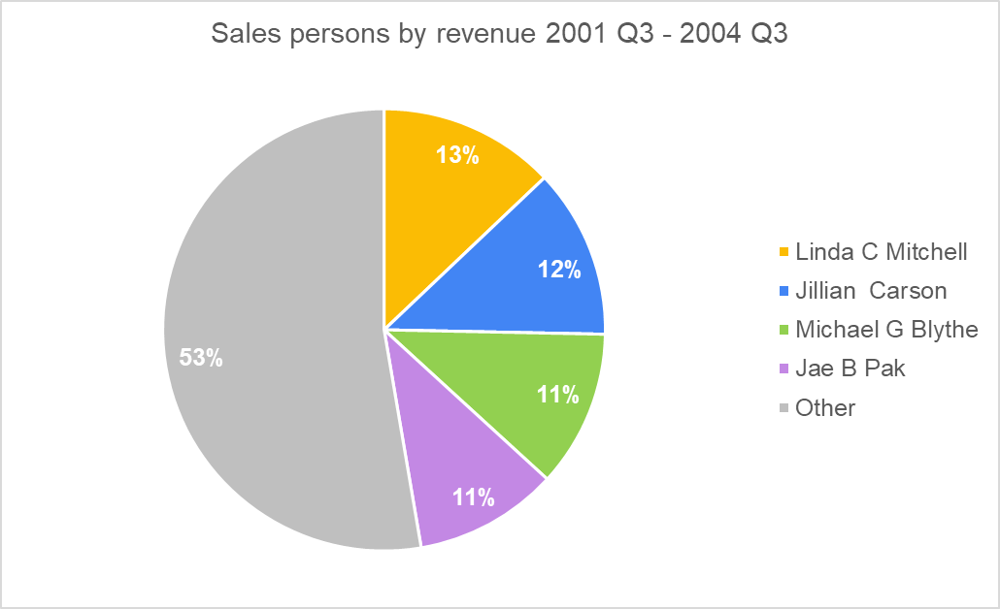 Sales persons by revenue 2001 Q3 - 2004 Q3
13%
12%
11%
11%
53%
Linda C Mitchell
Jillian  Carson
Michael G Blythe
Jae B Pak
Other